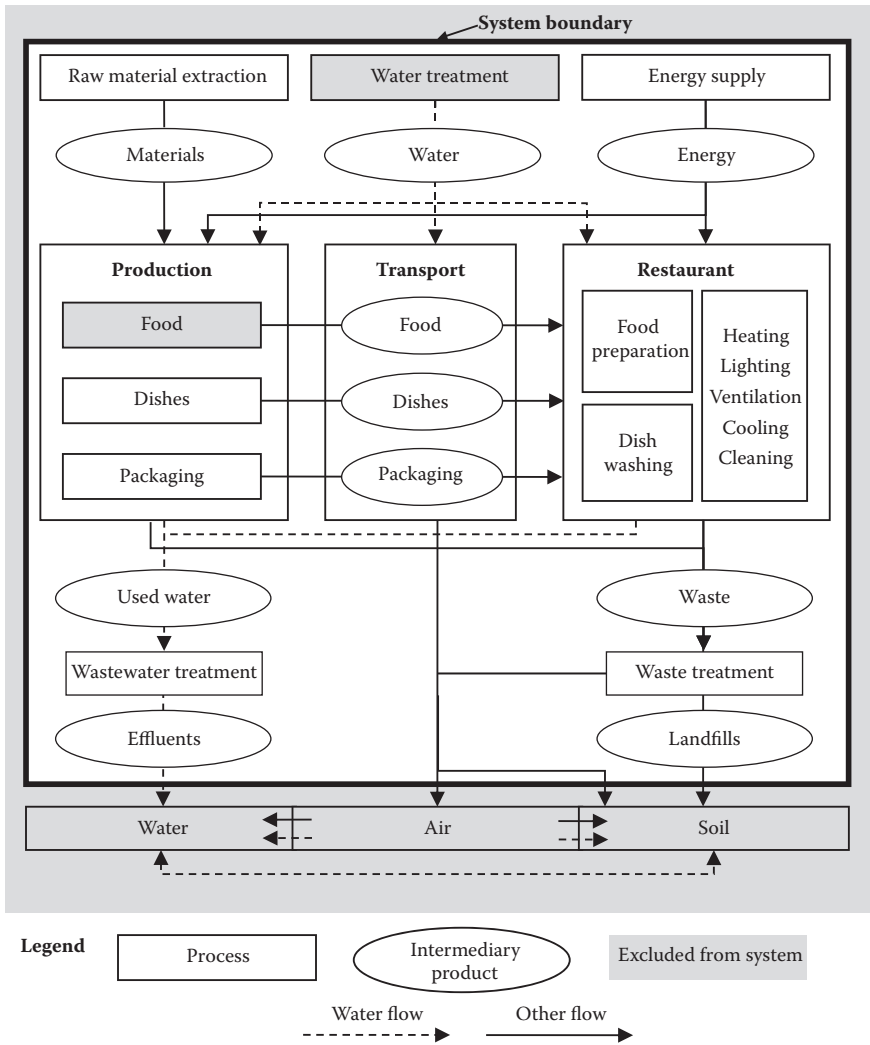 System boundary
Raw material extraction
Water treatment
Energy supply
Materials
Water
Energy
Production
Transport
Restaurant
Food
Food
Food
preparation
Heating
Lighting
Ventilation
Cooling
Cleaning
Dishes
Dishes
Dish
washing
Packaging
Packaging
Used water
Waste
Wastewater treatment
Waste treatment
Effluents
Landfills
Water
Air
Soil
Legend
Process
Intermediary
product
Excluded from system
Water flow
Other flow